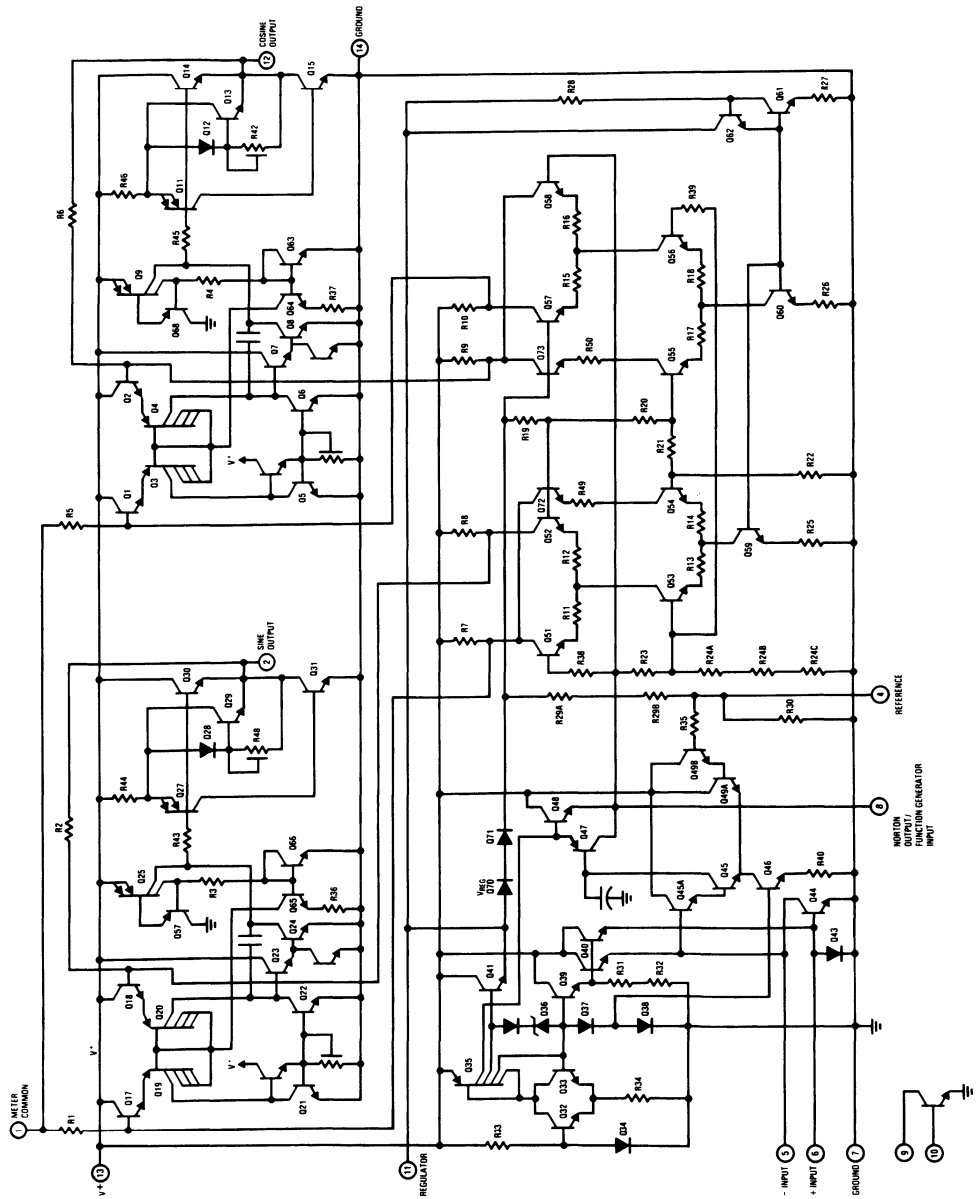 1
METER
COMMON
V+
13
11
REGULATOR
- INPUT
5
+ INPUT
6
GROUND
7
9
10
R1
V+
Q17
Q18
Q19
Q20
V+
Q21
Q22
Q23
Q24
Q25
Q57
R3
Q65
Q66
R36
R2
R43
R44
Q27
Q28
Q29
R48
Q30
Q31
2
SINE
OUTPUT
R5
Q1
Q2
Q3
Q4
V+
Q5
Q6
Q7
Q8
Q9
Q68
R4
Q64
Q63
R37
R6
R45
R46
Q11
Q12
Q13
R42
Q14
Q15
12
COSINE
OUTPUT
14
GROUND
R33
Q35
Q41
Q32
Q33
Q34
R34
Q36
Q37
Q38
Q39
Q40
R31
R32
Q43
Q44
VREG
Q70
Q71
Q47
Q48
Q45A
Q45
Q46
R40
Q49B
Q49A
R35
R29A
R29B
R30
8
NORTON
OUTPUT/
FUNCTION GENERATOR
INPUT
4
REFERENCE
R7
R8
Q51
Q52
Q72
R11
R12
R49
R38
R23
R24A
R24B
R24C
Q53
Q54
R13
R14
Q59
R25
R19
R20
R21
R22
R9
R10
Q73
Q57
Q58
R15
R16
R50
Q55
Q56
R39
R17
R18
Q60
R26
R28
Q62
Q61
R27